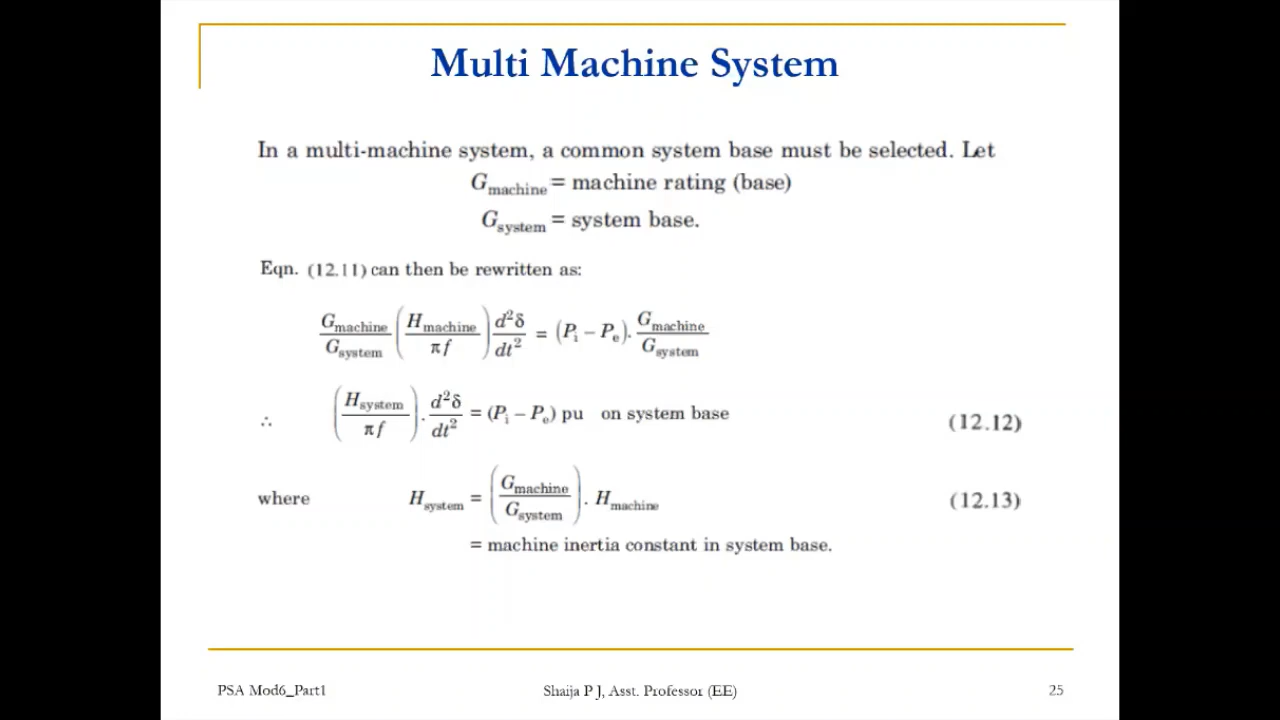 Multi Machine System
In a multi-machine system, a common system base must be selected. Let
G_machine = machine rating (base)
G_system = system base.
Eqn. (12.11) can then be rewritten as:
G_machine/G_system (H_machine/πf) d²δ/dt² = (P_i – P_e). G_machine/G_system
∴ (H_system/πf) . d²δ/dt² = (P_i – P_e) pu on system base (12.12)
where H_system = (G_machine/G_system) . H_machine (12.13)
= machine inertia constant in system base.
PSA Mod6_Part1 Shaija P J, Asst. Professor (EE) 25